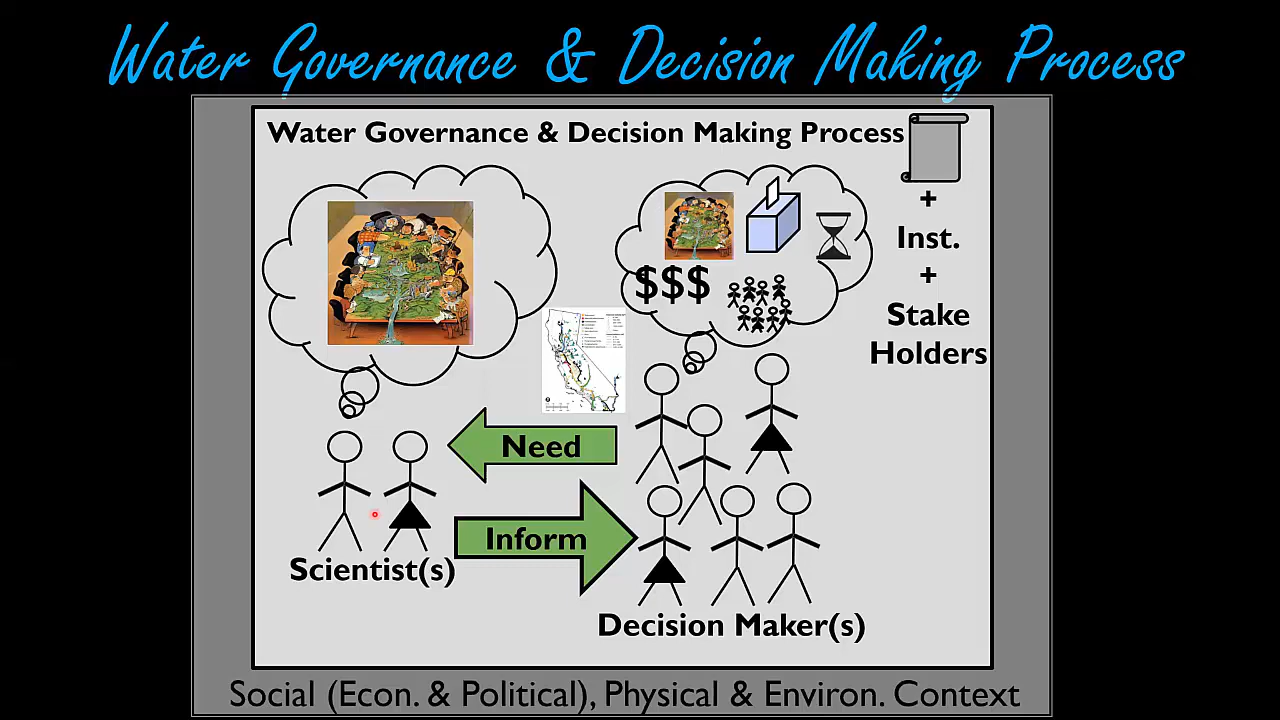 Water Governance & Decision Making Process
Water Governance & Decision Making Process
+
Inst.
+
Stake
Holders
$$$
Need
Inform
Scientist(s)
Decision Maker(s)
Social (Econ. & Political), Physical & Environ. Context